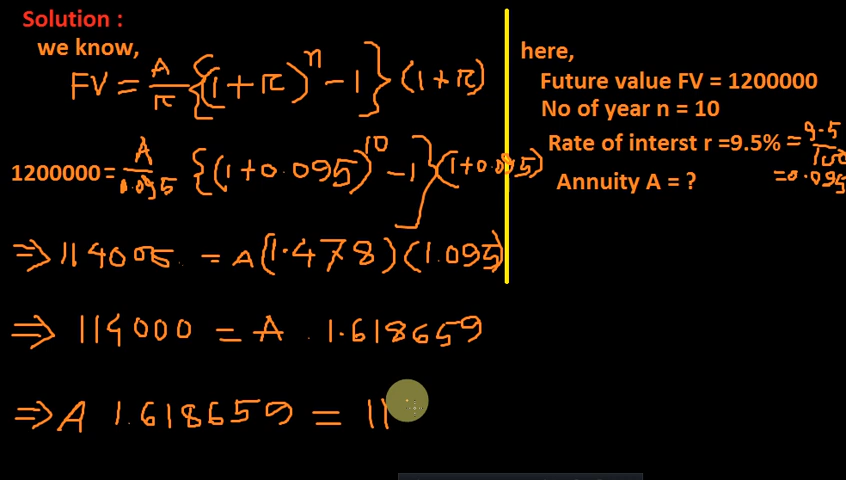 Solution :
we know,
FV = A/r {(1+r)^n - 1} (1+r)
1200000 = A/0.095 {(1+0.095)^10 - 1} (1+0.095)
⇒ 114000 = A(1.478)(1.095)
⇒ 114000 = A . 1.618659
⇒ A 1.618659 = 11
here,
Future value FV = 1200000
No of year n = 10
Rate of interst r =9.5% = 9.5/100
=0.095
Annuity A = ?